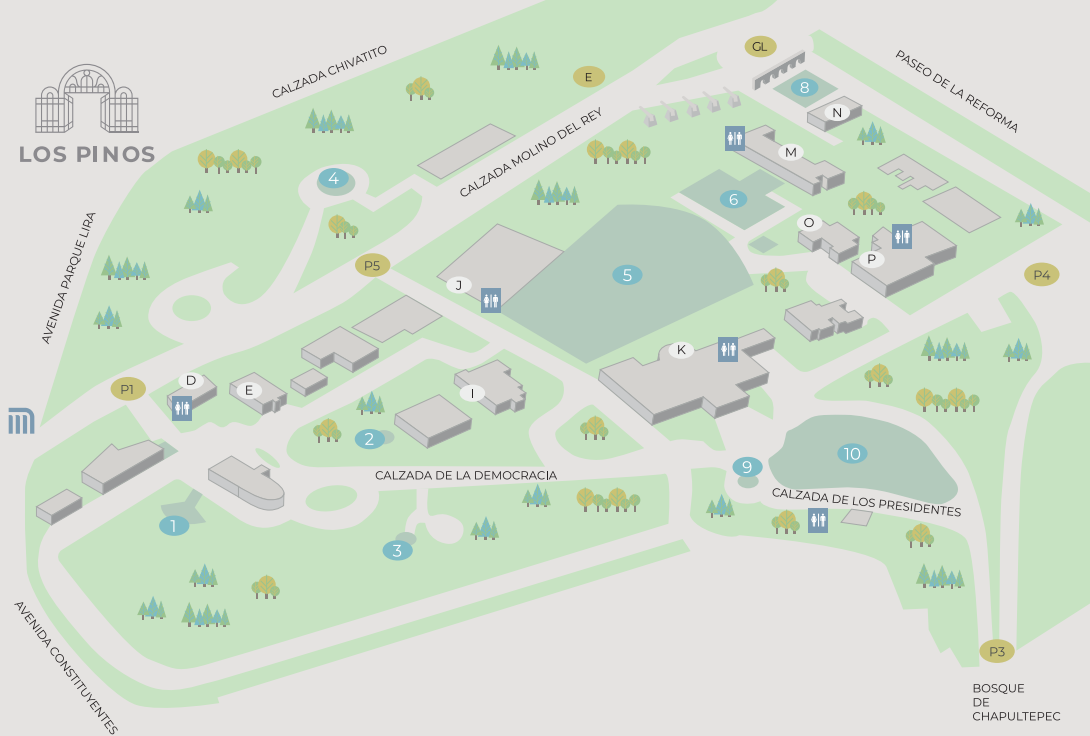 GL
PASEO DE LA REFORMA
CALZADA CHIVATITO
E
8
LOS PINOS
N
CALZADA MOLINO DEL REY
M
4
6
AVENIDA PARQUE LIRA
O
P
P5
5
P4
J
K
P1
D
E
I
m
2
10
9
CALZADA DE LA DEMOCRACIA
CALZADA DE LOS PRESIDENTES
1
3
AVENIDA CONSTITUYENTES
P3
BOSQUE
DE
CHAPULTEPEC